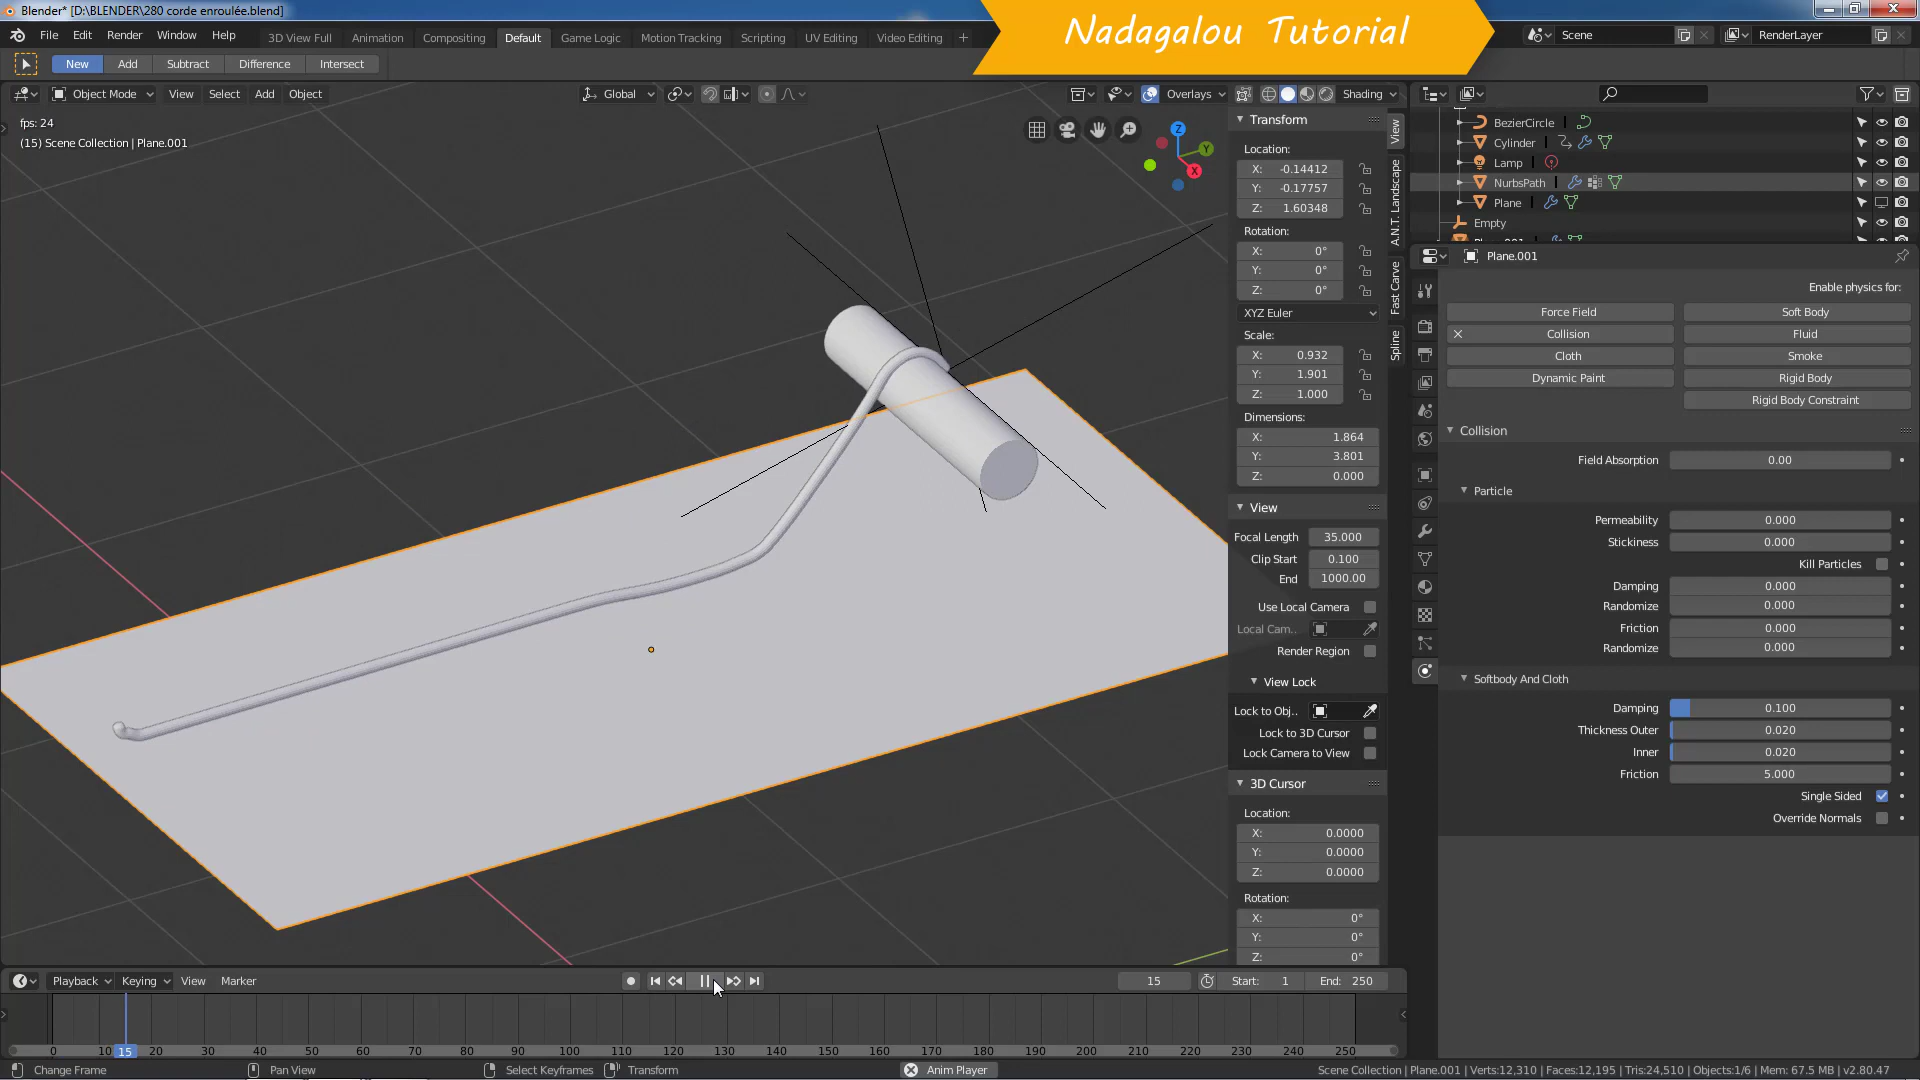 Blender* [D:\BLENDER\280 corde enroulée.blend]
Nadagalou Tutorial
File Edit Render Window Help
3D View Full Animation Compositing Default Game Logic Motion Tracking Scripting UV Editing Video Editing +
Scene
RenderLayer
New Add Subtract Difference Intersect
Object Mode View Select Add Object
Global
Overlays
Shading
fps: 24
(15) Scene Collection | Plane.001
Z
Y
X
Transform
Location:
X: -0.14412
Y: -0.17757
Z: 1.60348
Rotation:
X: 0°
Y: 0°
Z: 0°
XYZ Euler
Scale:
X: 0.932
Y: 1.901
Z: 1.000
Dimensions:
X: 1.864
Y: 3.801
Z: 0.000
View
Focal Length 35.000
Clip Start 0.100
End 1000.00
Use Local Camera
Local Cam..
Render Region
View Lock
Lock to Obj..
Lock to 3D Cursor
Lock Camera to View
3D Cursor
Location:
X: 0.0000
Y: 0.0000
Z: 0.0000
Rotation:
X: 0°
Y: 0°
Z: 0°
View
A.N.T. Landscape
Fast Carve
Spline
BezierCircle
Cylinder
Lamp
NurbsPath
Plane
Empty
Plane.001
Enable physics for:
Force Field Soft Body
Collision Fluid
Cloth Smoke
Dynamic Paint Rigid Body
Rigid Body Constraint
Collision
Field Absorption 0.00
Particle
Permeability 0.000
Stickiness 0.000
Kill Particles
Damping 0.000
Randomize 0.000
Friction 0.000
Randomize 0.000
Softbody And Cloth
Damping 0.100
Thickness Outer 0.020
Inner 0.020
Friction 5.000
Single Sided
Override Normals
Playback Keying View Marker
15
Start: 1 End: 250
0 10 15 20 30 40 50 60 70 80 90 100 110 120 130 140 150 160 170 180 190 200 210 220 230 240 250
Change Frame Pan View Select Keyframes Transform Anim Player
Scene Collection | Plane.001 | Verts:12,310 | Faces:12,195 | Tris:24,510 | Objects:1/6 | Mem: 67.5 MB | v2.80.47